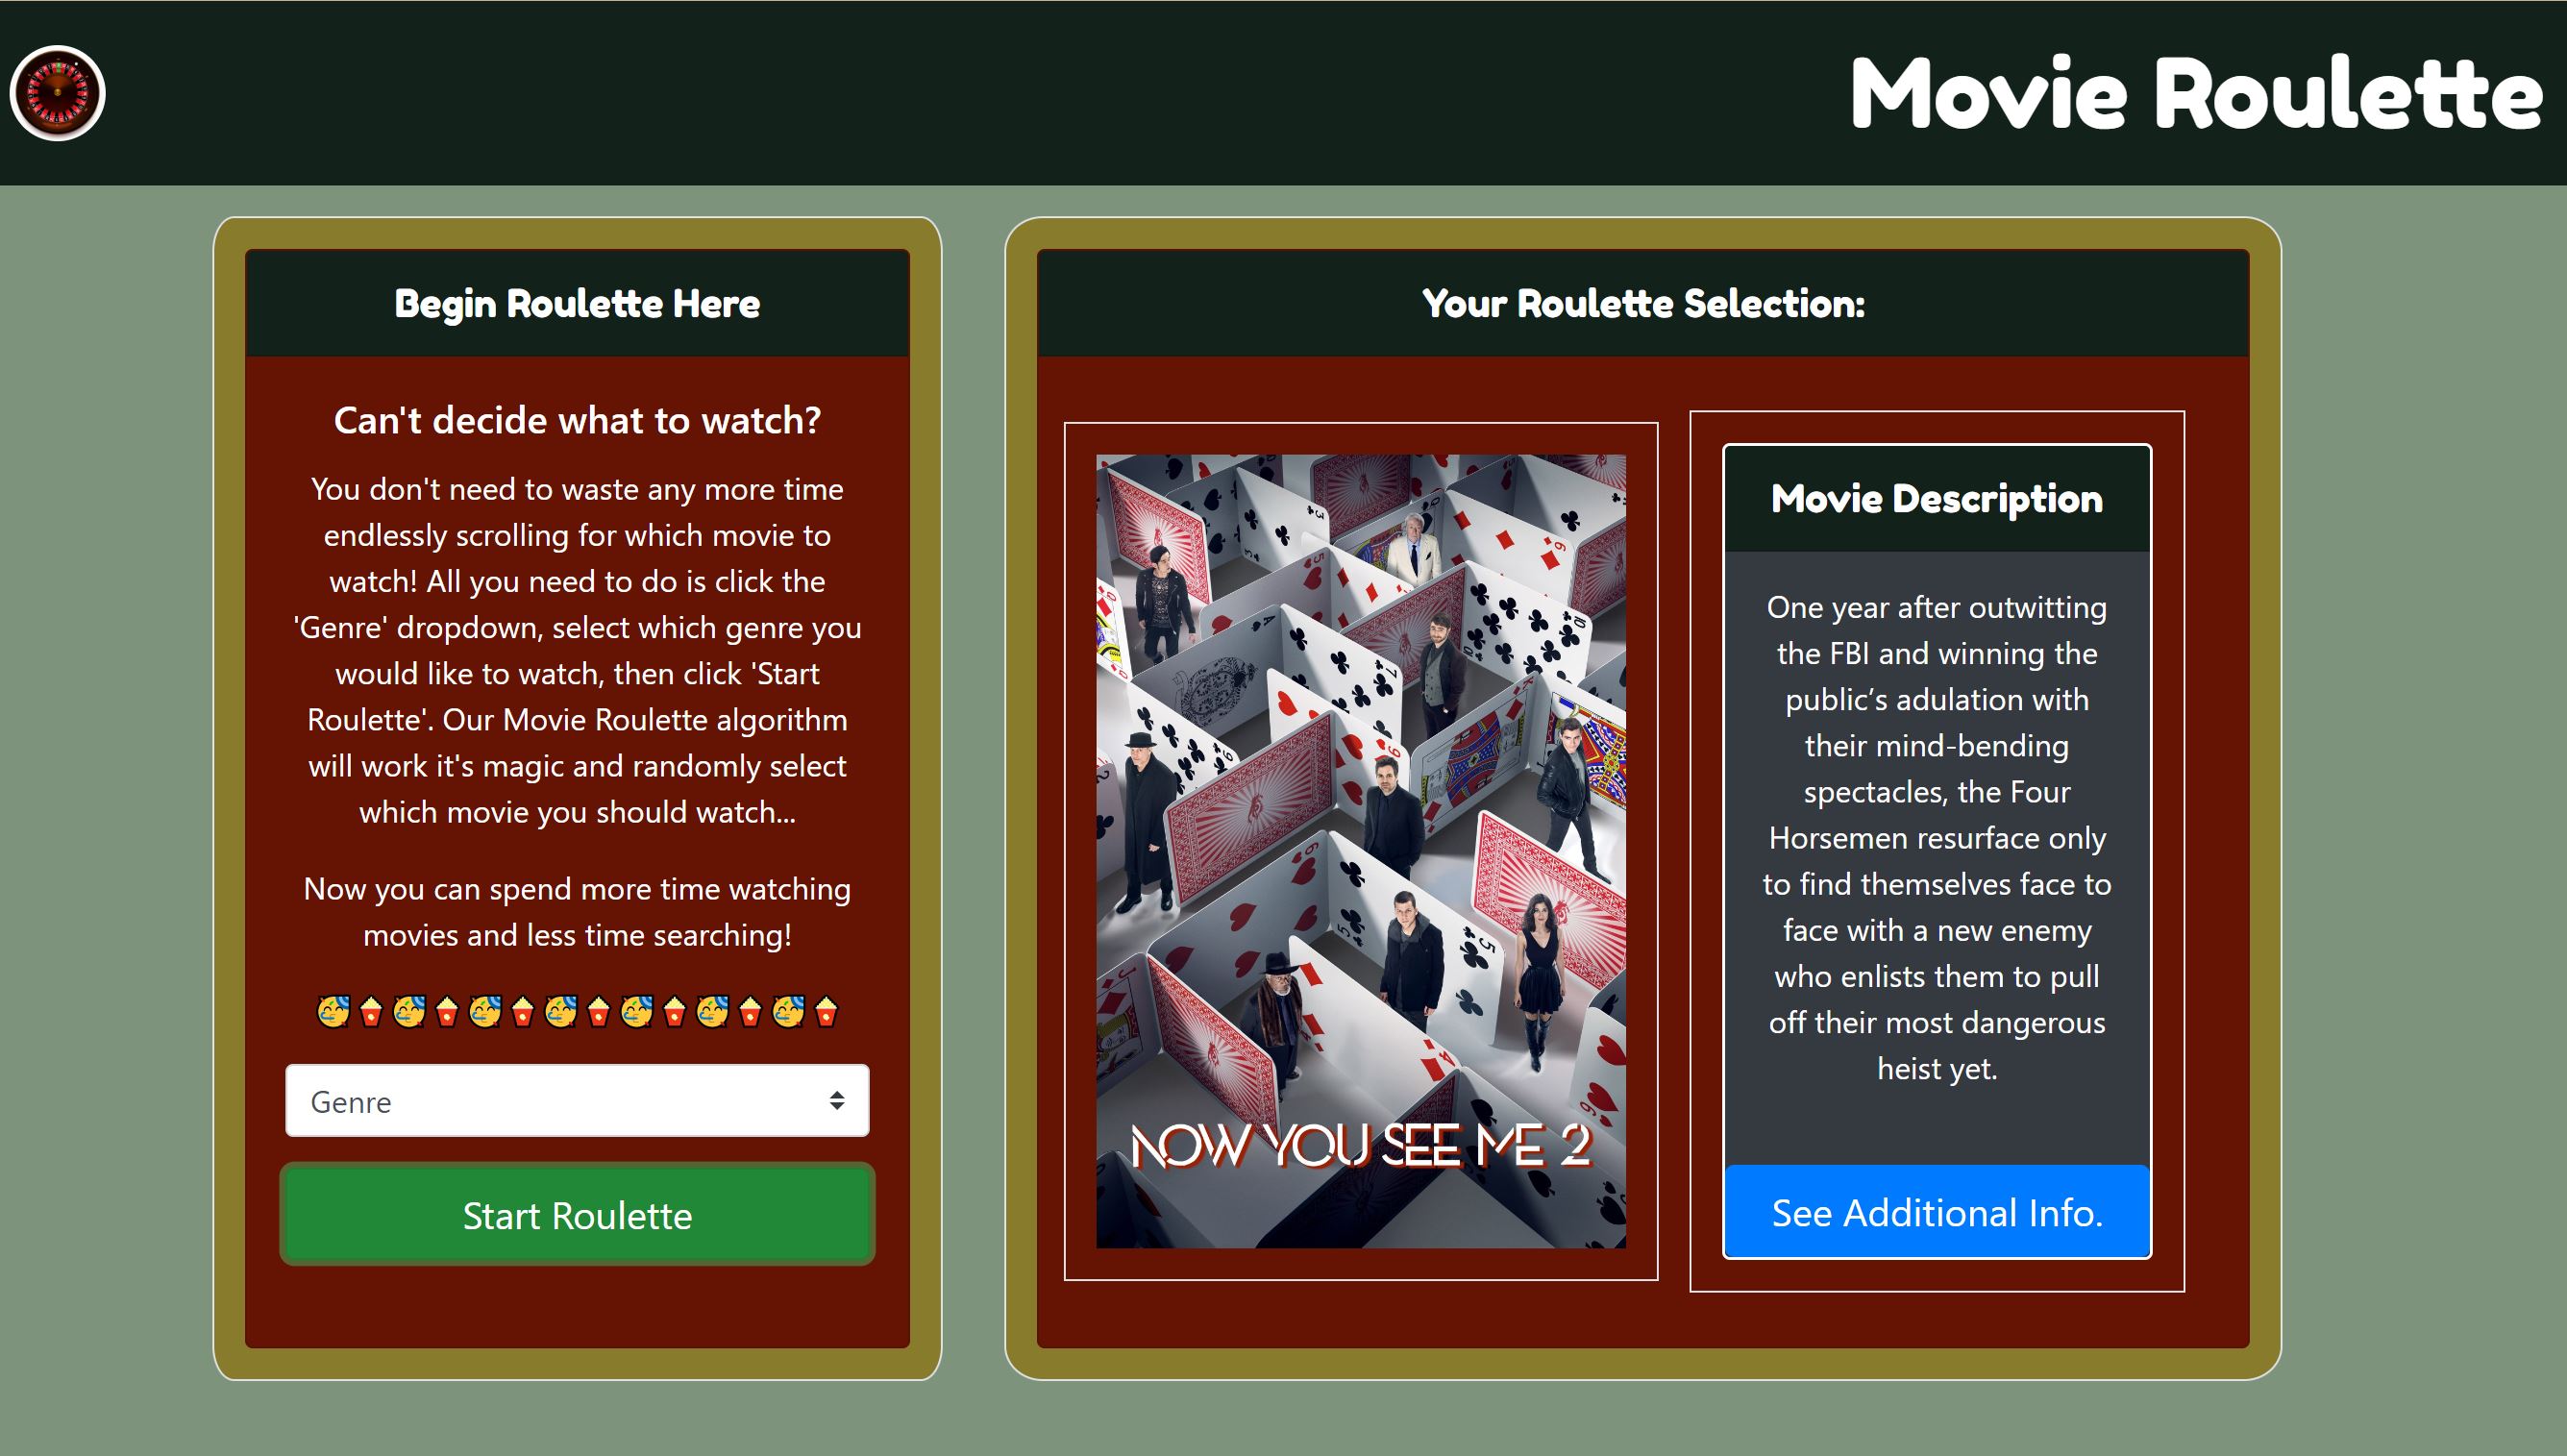 Movie Roulette
Begin Roulette Here
Can't decide what to watch?
You don't need to waste any more time
endlessly scrolling for which movie to
watch! All you need to do is click the
'Genre' dropdown, select which genre you
would like to watch, then click 'Start
Roulette'. Our Movie Roulette algorithm
will work it's magic and randomly select
which movie you should watch...
Now you can spend more time watching
movies and less time searching!
🥳🍿🥳🍿🥳🍿🥳🍿🥳🍿🥳🍿🥳🍿
Genre
Start Roulette
Your Roulette Selection:
NOW YOU SEE ME 2
Movie Description
One year after outwitting
the FBI and winning the
public’s adulation with
their mind-bending
spectacles, the Four
Horsemen resurface only
to find themselves face to
face with a new enemy
who enlists them to pull
off their most dangerous
heist yet.
See Additional Info.